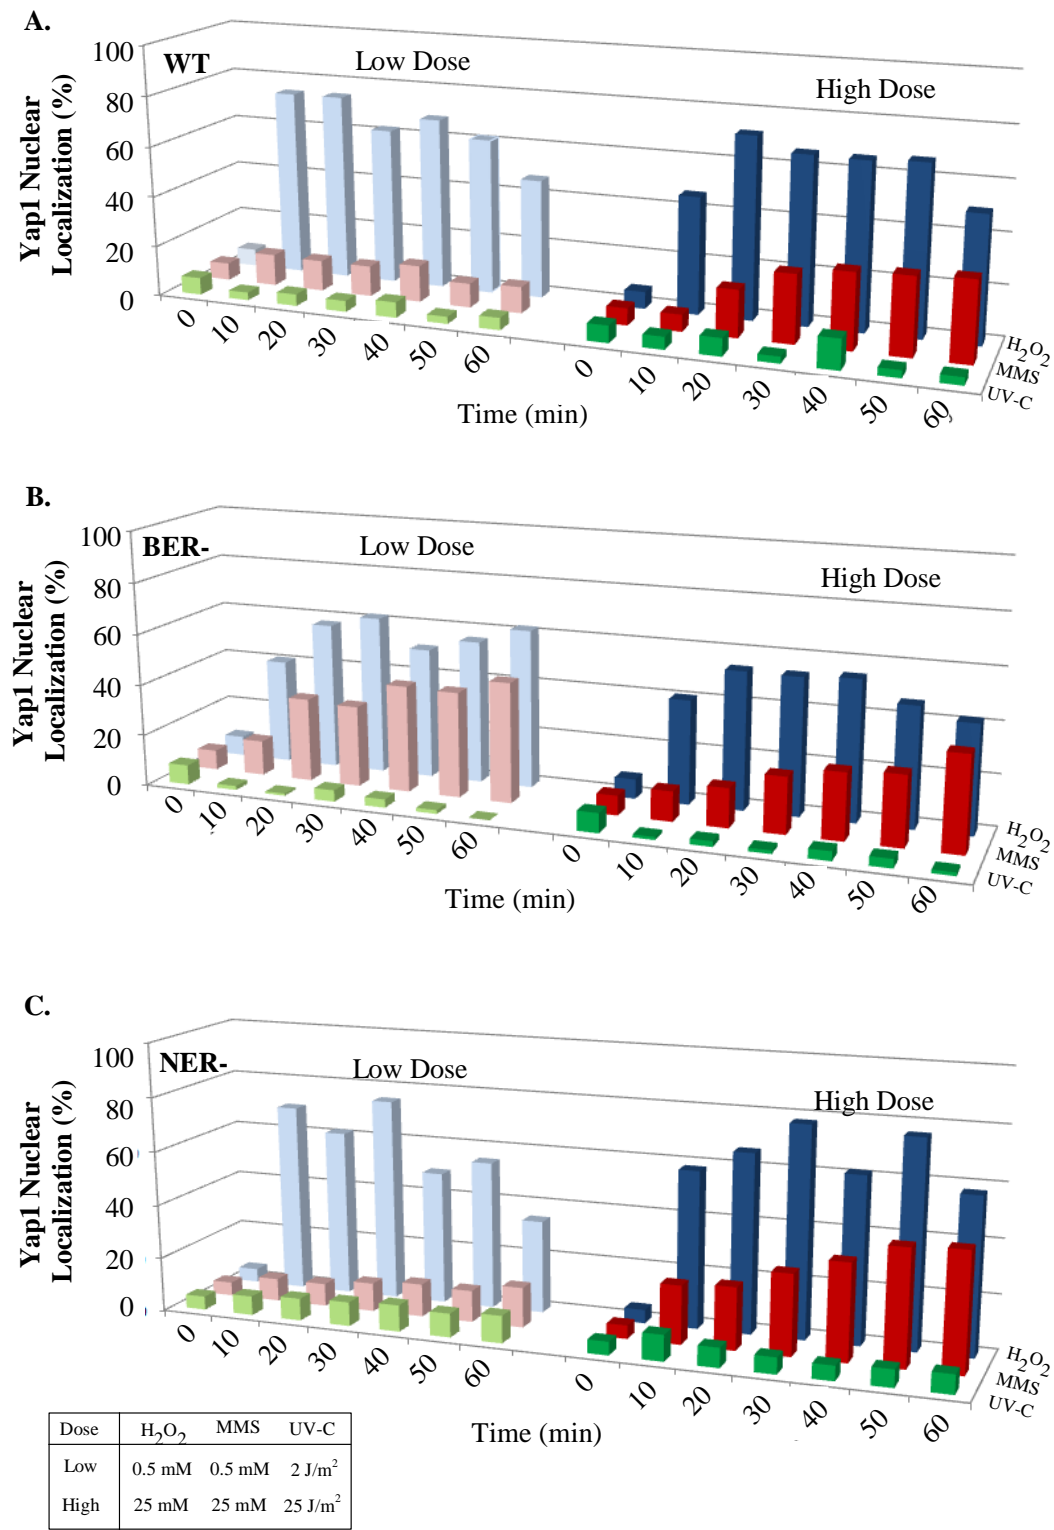 A.
WT
Low Dose
High Dose
Yap1 Nuclear
Localization (%)
100
80
60
40
20
0
0 10 20 30 40 50 60
0 10 20 30 40 50 60
Time (min)
H2O2
MMS
UV-C
B.
BER-
Low Dose
High Dose
Yap1 Nuclear
Localization (%)
100
80
60
40
20
0
0 10 20 30 40 50 60
0 10 20 30 40 50 60
Time (min)
H2O2
MMS
UV-C
C.
NER-
Low Dose
High Dose
Yap1 Nuclear
Localization (%)
100
80
60
40
20
0
0 10 20 30 40 50 60
0 10 20 30 40 50 60
Time (min)
H2O2
MMS
UV-C
Dose H2O2 MMS UV-C
Low 0.5 mM 0.5 mM 2 J/m²
High 25 mM 25 mM 25 J/m²